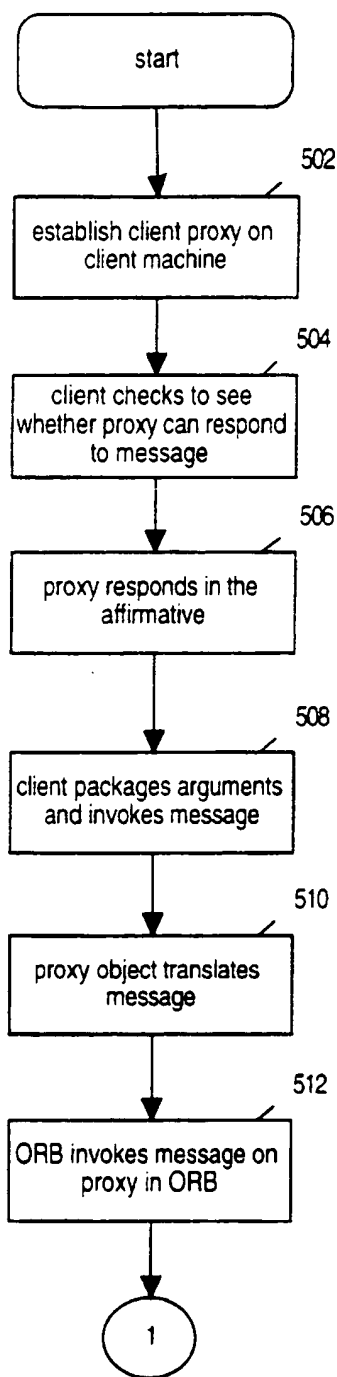 start
502
establish client proxy on
client machine
504
client checks to see
whether proxy can respond
to message
506
proxy responds in the
affirmative
508
client packages arguments
and invokes message
510
proxy object translates
message
512
ORB invokes message on
proxy in ORB
1